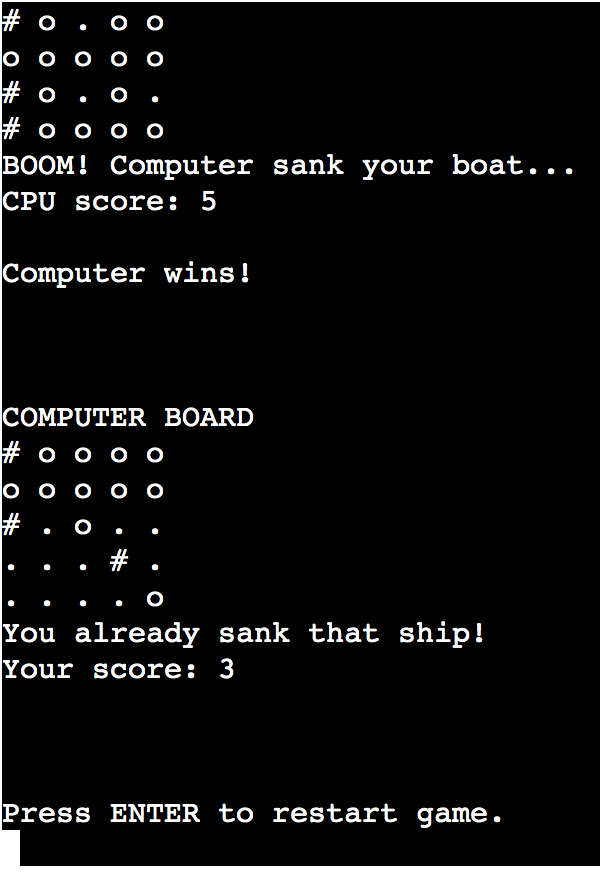 # o . o o
o o o o o
# o . o .
# o o o o
BOOM! Computer sank your boat...
CPU score: 5
Computer wins!
COMPUTER BOARD
# o o o o
o o o o o
# . o . .
. . . # .
. . . . o
You already sank that ship!
Your score: 3
Press ENTER to restart game.